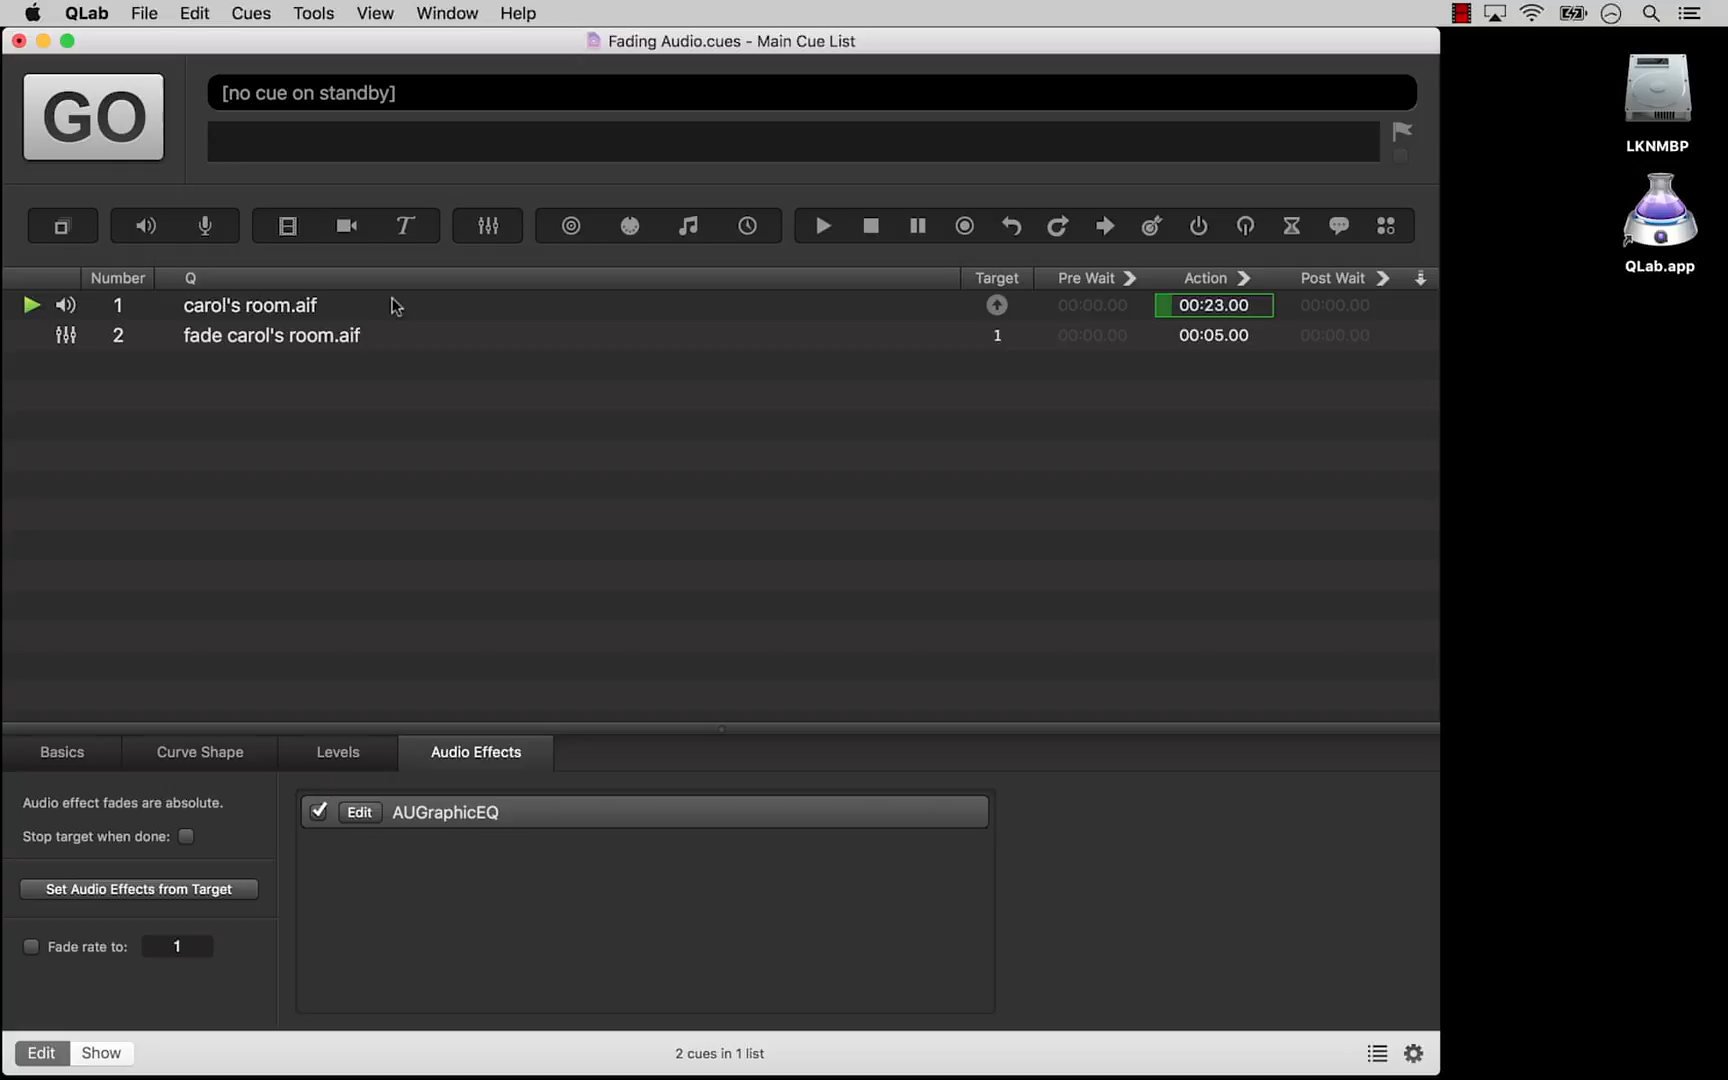 QLab File Edit Cues Tools View Window Help
Fading Audio.cues - Main Cue List
GO
[no cue on standby]
LKNMBP
QLab.app
Number Q Target Pre Wait Action Post Wait
1 carol's room.aif 00:00.00 00:23.00 00:00.00
2 fade carol's room.aif 1 00:00.00 00:05.00 00:00.00
Basics Curve Shape Levels Audio Effects
Audio effect fades are absolute.
Stop target when done:
Set Audio Effects from Target
Fade rate to: 1
Edit AUGraphicEQ
Edit Show
2 cues in 1 list